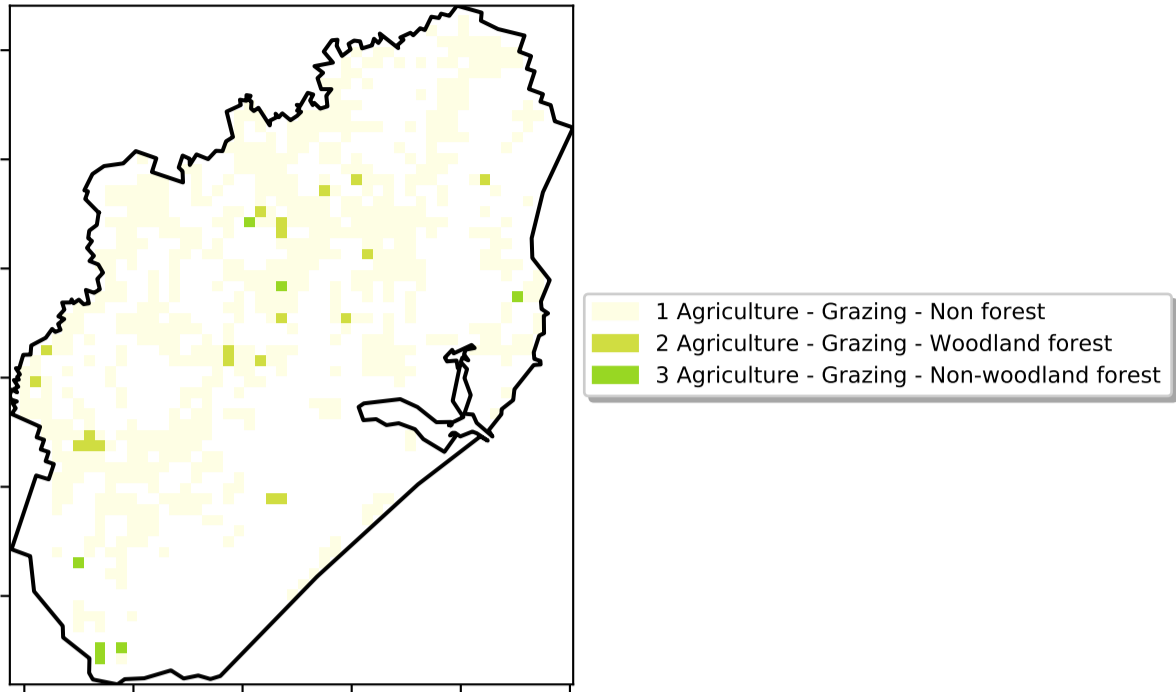 1 Agriculture - Grazing - Non forest
2 Agriculture - Grazing - Woodland forest
3 Agriculture - Grazing - Non-woodland forest